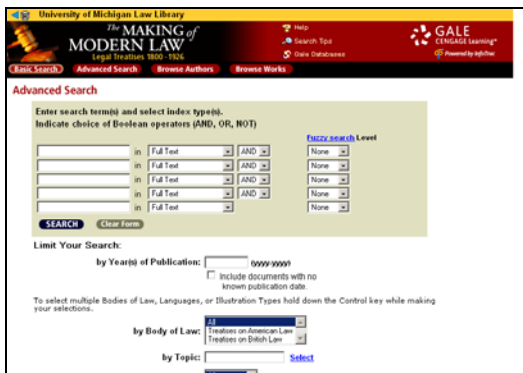 University of Michigan Law Library
The MAKING of
MODERN LAW
Legal Treatises 1800-1926
Help
Search Tips
Gale Databases
GALE
CENGAGE Learning
Powered by InfoTrac
Basic Search
Advanced Search
Browse Authors
Browse Works
Advanced Search
Enter search term(s) and select index type(s).
Indicate choice of Boolean operators (AND, OR, NOT)
Fuzzy search Level
in Full Text AND None
in Full Text AND None
in Full Text AND None
in Full Text AND None
in Full Text None
SEARCH Clear Form
Limit Your Search:
by Year(s) of Publication: (yyyy-yyyy)
Include documents with no
known publication date.
To select multiple Bodies of Law, Languages, or Illustration Types hold down the Control key while making
your selections.
by Body of Law: All
Treatises on American Law
Treatises on British Law
by Topic: Select